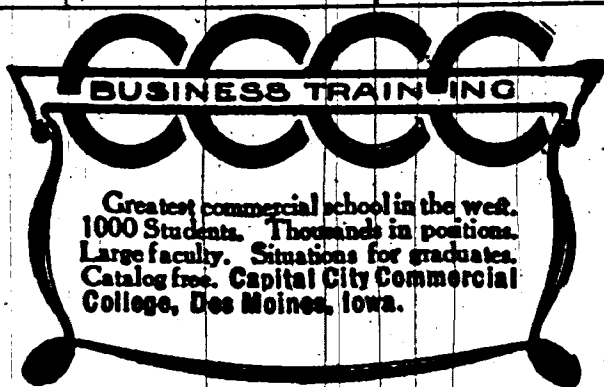 CCCC
BUSINESS TRAINING
Greatest commercial school in the west.
1000 Students. Thousands in positions.
Large faculty. Situations for graduates.
Catalog free. Capital City Commercial
College, Des Moines, Iowa.